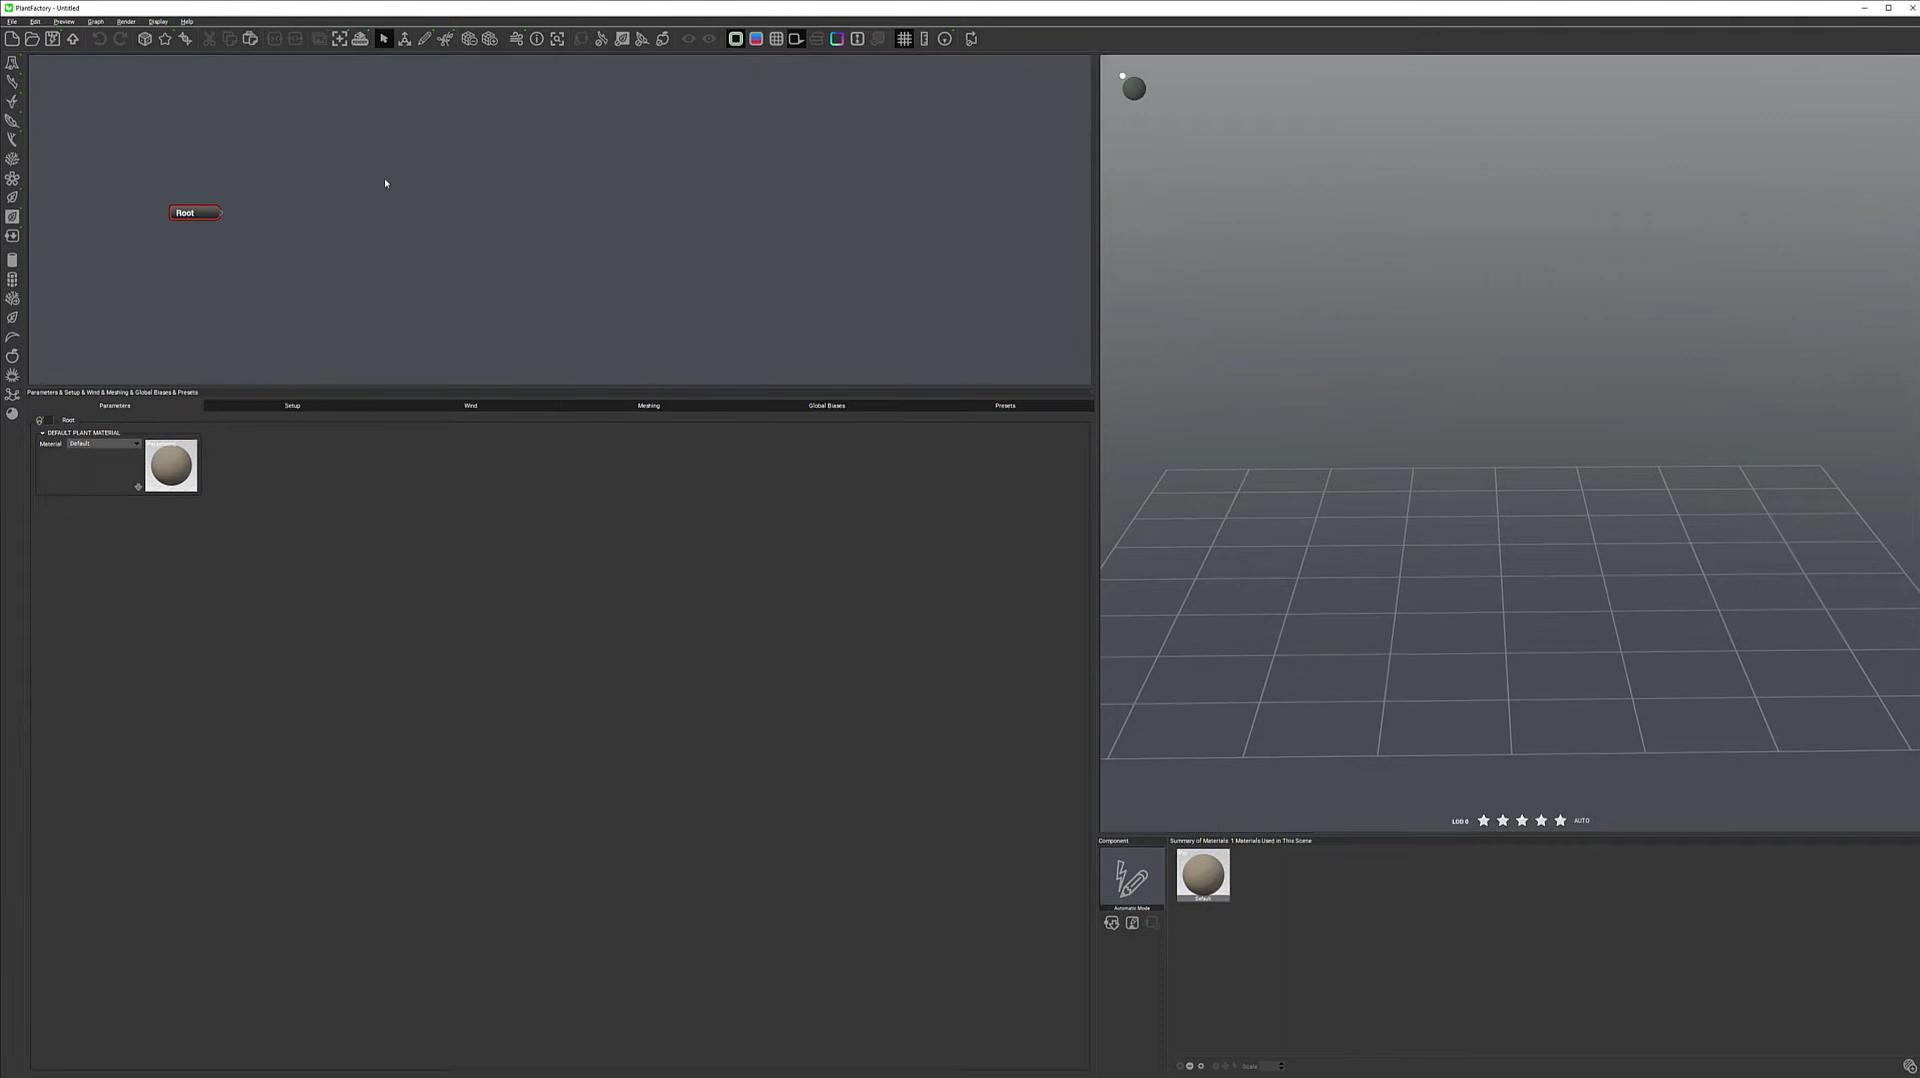 PlantFactory - Untitled
File Edit Preview Graph Render Display Help
Root
Parameters & Setup & Wind & Meshing & Global Biases & Presets
Parameters Setup Wind Meshing Global Biases Presets
Root
DEFAULT PLANT MATERIAL
Material Default
LOD 0 AUTO
Component Summary of Materials: 1 Materials Used in This Scene
Default
Automatic Mode
Scale